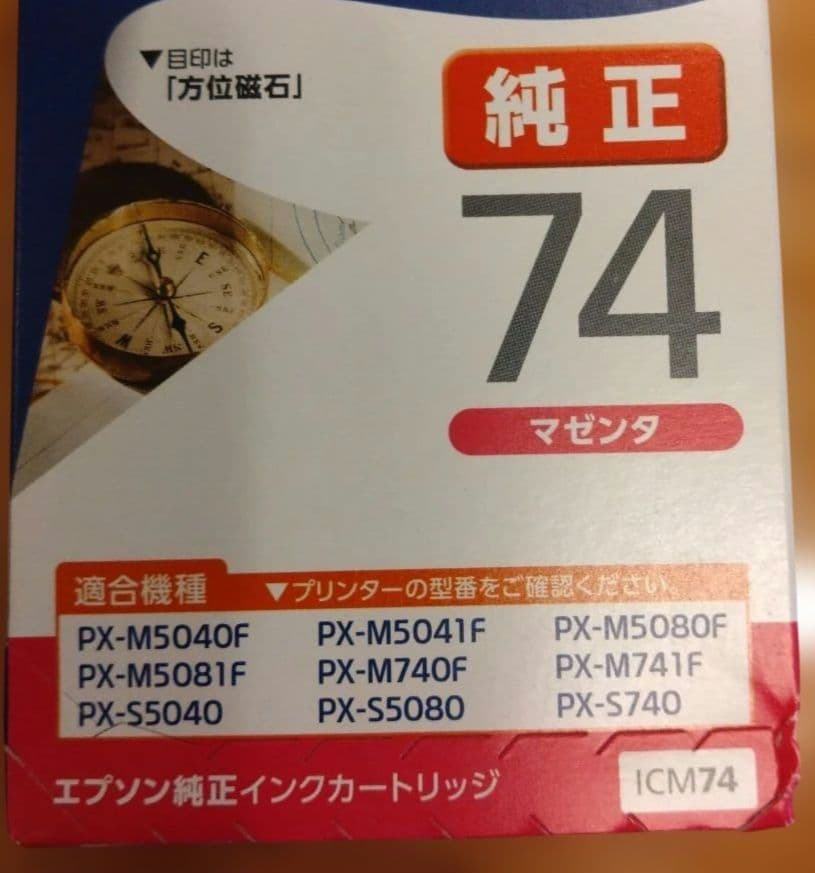 ▼目印は
「方位磁石」
純正
74
マゼンタ
E
S
SW
W
適合機種 ▼プリンターの型番をご確認ください。
PX-M5040F PX-M5041F PX-M5080F
PX-M5081F PX-M740F PX-M741F
PX-S5040 PX-S5080 PX-S740
エプソン純正インクカートリッジ ICM74